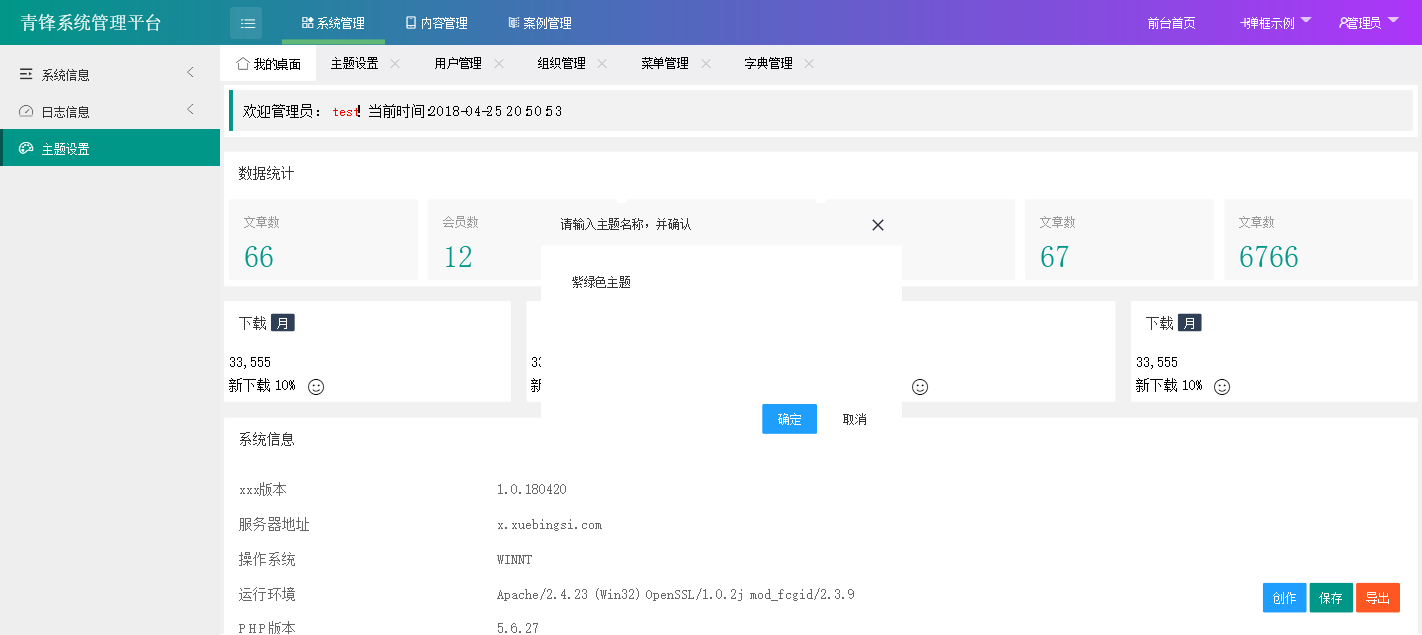 青锋系统管理平台 系统管理 内容管理 案例管理 前台首页 弹框示例 管理员
系统信息
日志信息
主题设置
我的桌面 主题设置 用户管理 组织管理 菜单管理 字典管理
欢迎管理员： test！当前时间:2018-04-25 20:50:53
数据统计
文章数 会员数 文章数 文章数
66 12 67 6766
请输入主题名称，并确认
紫绿色主题
确定 取消
下载 月 下载 月
33,555 33,555
新下载 10% 新下载 10%
系统信息
xxx版本 1.0.180420
服务器地址 x.xuebingsi.com
操作系统 WINNT
运行环境 Apache/2.4.23 (Win32) OpenSSL/1.0.2j mod_fcgid/2.3.9
PHP版本 5.6.27
创作 保存 导出